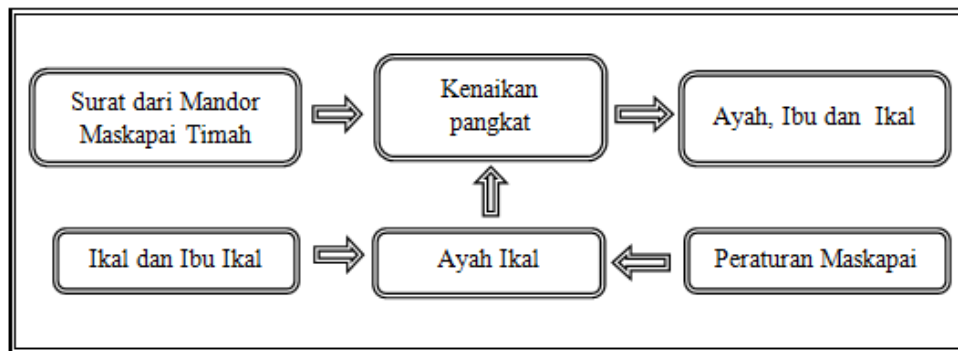 Surat dari Mandor
Maskapai Timah
Kenaikan
pangkat
Ayah, Ibu dan Ikal
Ikal dan Ibu Ikal
Ayah Ikal
Peraturan Maskapai